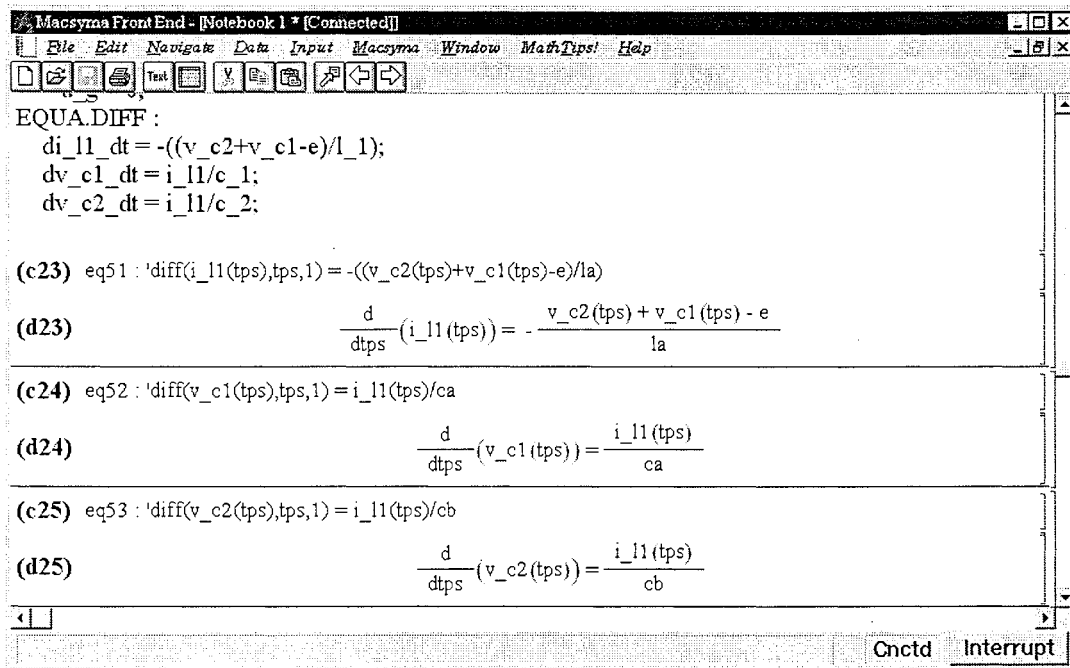 Macsyma Front End - [Notebook 1 * [Connected]]
File Edit Navigate Data Input Macsyma Window MathTips! Help
Text
EQUA.DIFF :
di_l1_dt = -((v_c2+v_c1-e)/l_1);
dv_c1_dt = i_l1/c_1;
dv_c2_dt = i_l1/c_2;
(c23) eq51 : 'diff(i_l1(tps),tps,1) = -((v_c2(tps)+v_c1(tps)-e)/la)
(d23) d/dtps (i_l1(tps)) = - (v_c2(tps) + v_c1(tps) - e)/la
(c24) eq52 : 'diff(v_c1(tps),tps,1) = i_l1(tps)/ca
(d24) d/dtps (v_c1(tps)) = i_l1(tps)/ca
(c25) eq53 : 'diff(v_c2(tps),tps,1) = i_l1(tps)/cb
(d25) d/dtps (v_c2(tps)) = i_l1(tps)/cb
Cnctd Interrupt